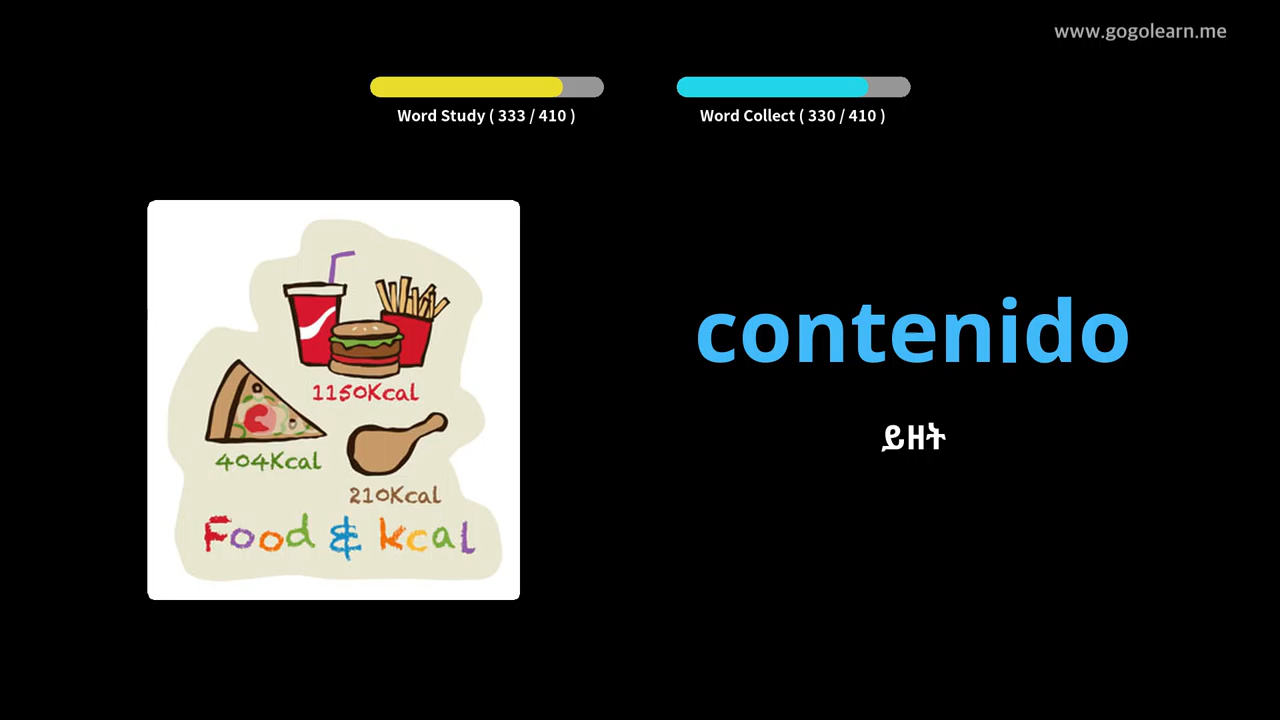 www.gogolearn.me
Word Study ( 333 / 410 )
Word Collect ( 330 / 410 )
1150Kcal
404Kcal
210Kcal
Food & kcal
contenido
ይዘት